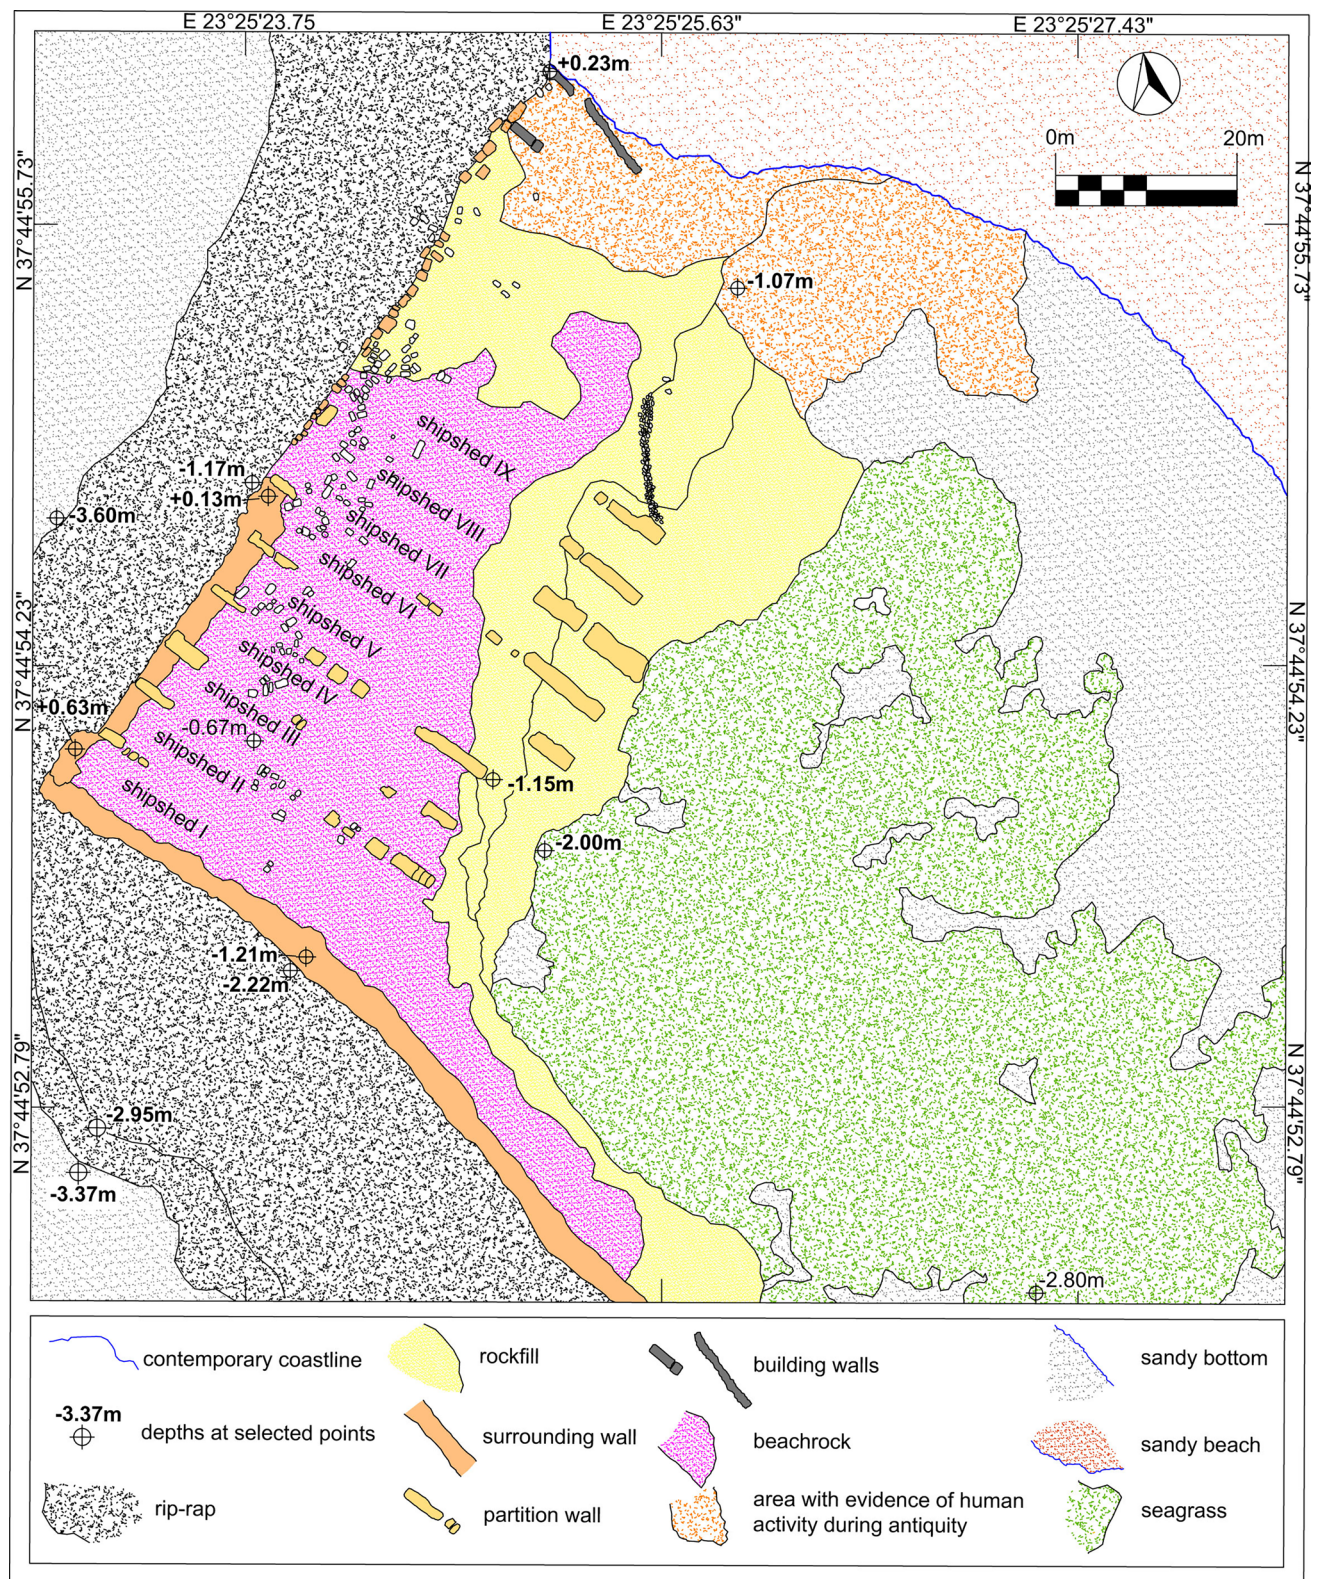 E 23°25'23.75
E 23°25'25.63"
E 23°25'27.43"
+0.23m
0m
20m
N 37°44'55.73"
N 37°44'55.73"
-1.07m
shipshed IX
-1.17m
+0.13m
-3.60m
shipshed VIII
shipshed VII
shipshed VI
shipshed V
shipshed IV
shipshed III
shipshed II
shipshed I
N 37°44'54.23"
N 37°44'54.23"
+0.63m
-0.67m
-1.15m
-2.00m
-1.21m
-2.22m
N 37°44'52.79"
N 37°44'52.79"
-2.95m
-3.37m
-2.80m
contemporary coastline
rockfill
building walls
sandy bottom
-3.37m
depths at selected points
surrounding wall
beachrock
sandy beach
rip-rap
partition wall
area with evidence of human
activity during antiquity
seagrass